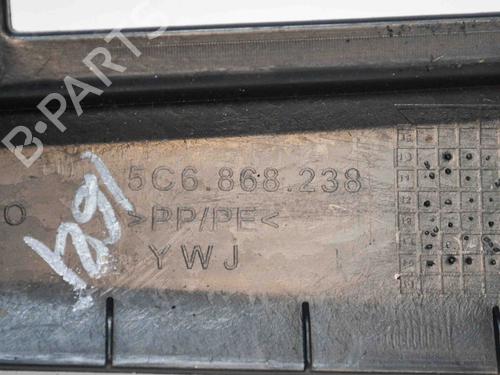 B-PARTS
5C6.868.238
>PP/PE<
O
YWJ